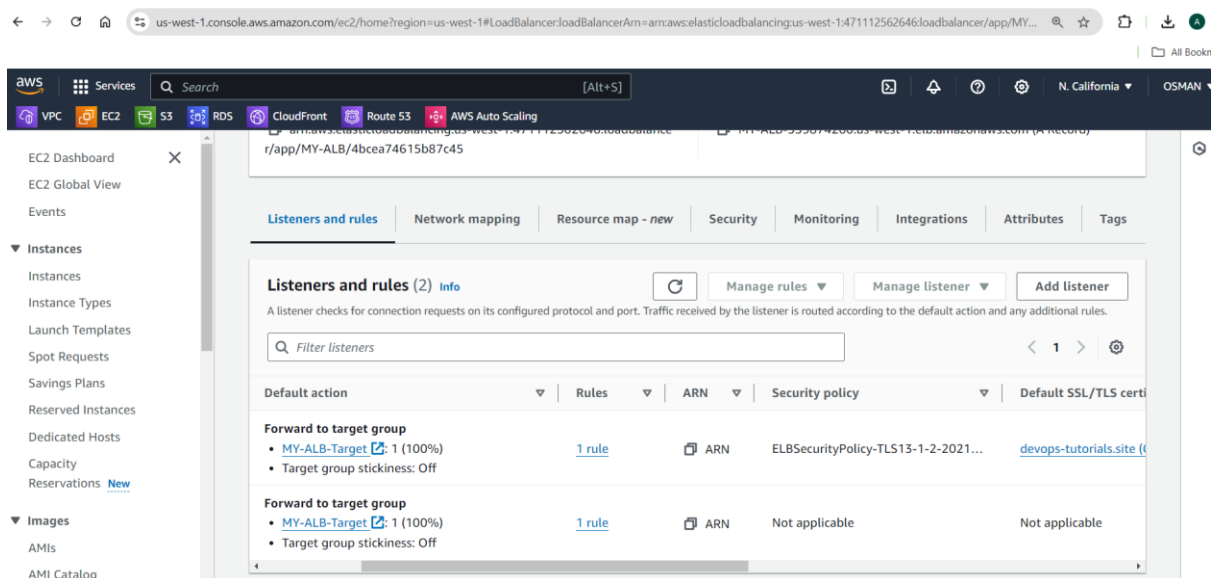 us-west-1.console.aws.amazon.com/ec2/home?region=us-west-1#LoadBalancer:loadBalancerArn=arn:aws:elasticloadbalancing:us-west-1:471112562646:loadbalancer/app/MY...
A
All Bookn
aws
Services
Search
[Alt+S]
N. California
OSMAN
VPC
EC2
S3
RDS
CloudFront
Route 53
AWS Auto Scaling
EC2 Dashboard
EC2 Global View
Events
Instances
Instances
Instance Types
Launch Templates
Spot Requests
Savings Plans
Reserved Instances
Dedicated Hosts
Capacity
Reservations New
Images
AMIs
AMI Catalog
r/app/MY-ALB/4bcea74615b87c45
Listeners and rules
Network mapping
Resource map - new
Security
Monitoring
Integrations
Attributes
Tags
Listeners and rules (2) Info
Manage rules
Manage listener
Add listener
A listener checks for connection requests on its configured protocol and port. Traffic received by the listener is routed according to the default action and any additional rules.
Filter listeners
1
Default action
Rules
ARN
Security policy
Default SSL/TLS certi
Forward to target group
• MY-ALB-Target: 1 (100%)
• Target group stickiness: Off
1 rule
ARN
ELBSecurityPolicy-TLS13-1-2-2021...
devops-tutorials.site (
Forward to target group
• MY-ALB-Target: 1 (100%)
• Target group stickiness: Off
1 rule
ARN
Not applicable
Not applicable